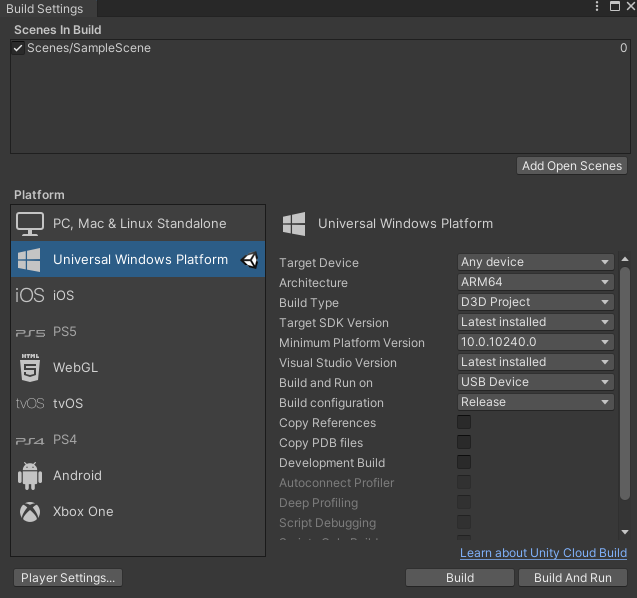 Build Settings
Scenes In Build
Scenes/SampleScene 0
Add Open Scenes
Platform
PC, Mac & Linux Standalone
Universal Windows Platform
iOS iOS
PS5 PS5
HTML
5 WebGL
tvOS tvOS
PS4 PS4
Android
Xbox One
Universal Windows Platform
Target Device Any device
Architecture ARM64
Build Type D3D Project
Target SDK Version Latest installed
Minimum Platform Version 10.0.10240.0
Visual Studio Version Latest installed
Build and Run on USB Device
Build configuration Release
Copy References
Copy PDB files
Development Build
Autoconnect Profiler
Deep Profiling
Script Debugging
Learn about Unity Cloud Build
Player Settings... Build Build And Run